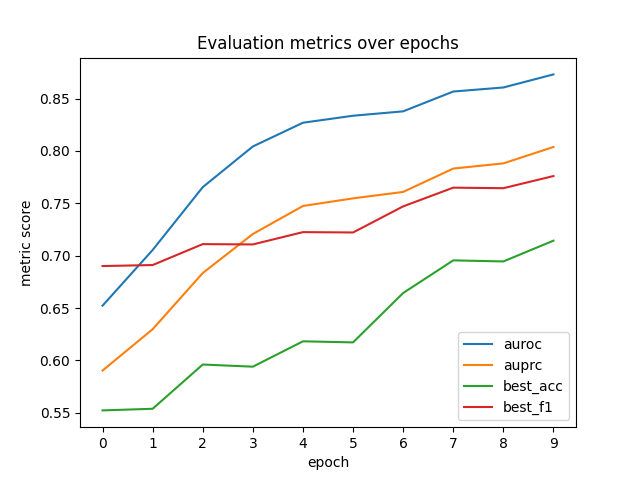 Evaluation metrics over epochs
metric score
0.85
0.80
0.75
0.70
0.65
0.60
0.55
auroc
auprc
best_acc
best_f1
0 1 2 3 4 5 6 7 8 9
epoch